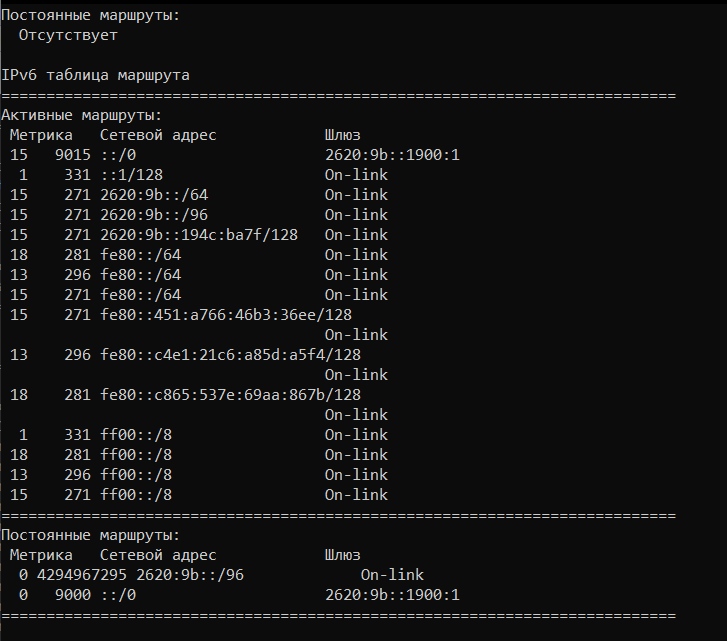 Постоянные маршруты:
  Отсутствует
IPv6 таблица маршрута
===========================================================================
Активные маршруты:
 Метрика   Сетевой адрес            Шлюз
 15   9015 ::/0                     2620:9b::1900:1
  1    331 ::1/128                  On-link
 15    271 2620:9b::/64             On-link
 15    271 2620:9b::/96             On-link
 15    271 2620:9b::194c:ba7f/128   On-link
 18    281 fe80::/64                On-link
 13    296 fe80::/64                On-link
 15    271 fe80::/64                On-link
 15    271 fe80::451:a766:46b3:36ee/128
                                    On-link
 13    296 fe80::c4e1:21c6:a85d:a5f4/128
                                    On-link
 18    281 fe80::c865:537e:69aa:867b/128
                                    On-link
  1    331 ff00::/8                 On-link
 18    281 ff00::/8                 On-link
 13    296 ff00::/8                 On-link
 15    271 ff00::/8                 On-link
===========================================================================
Постоянные маршруты:
 Метрика   Сетевой адрес            Шлюз
  0 4294967295 2620:9b::/96             On-link
  0   9000 ::/0                     2620:9b::1900:1
===========================================================================